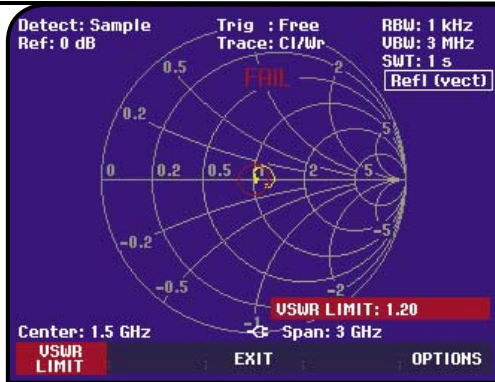 Detect: Sample Trig : Free RBW: 1 kHz
Ref: 0 dB Trace: Cl/Wr VBW: 3 MHz
SWT: 1 s
Refl (vect)
FAIL
0.5 2
0.2 5
0 0.2 0.5 1 2 5
-0.2 -5
-0.5 -2
VSWR LIMIT: 1.20
-1
Center: 1.5 GHz Span: 3 GHz
VSWR LIMIT EXIT OPTIONS